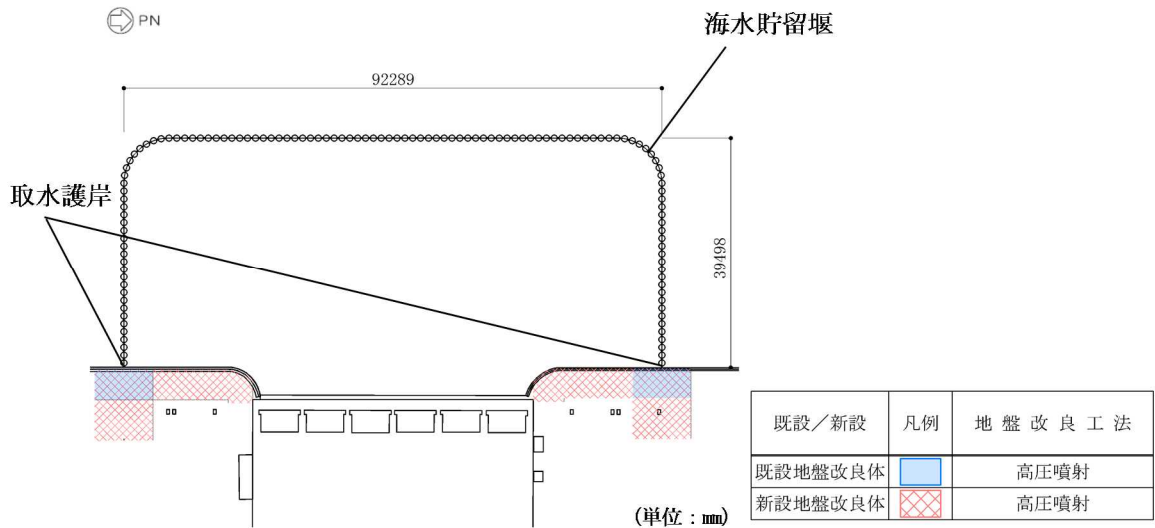 PN
海水貯留堰
92289
取水護岸
39498
既設／新設 凡例 地盤改良工法
既設地盤改良体 高圧噴射
新設地盤改良体 高圧噴射
(単位：㎜)